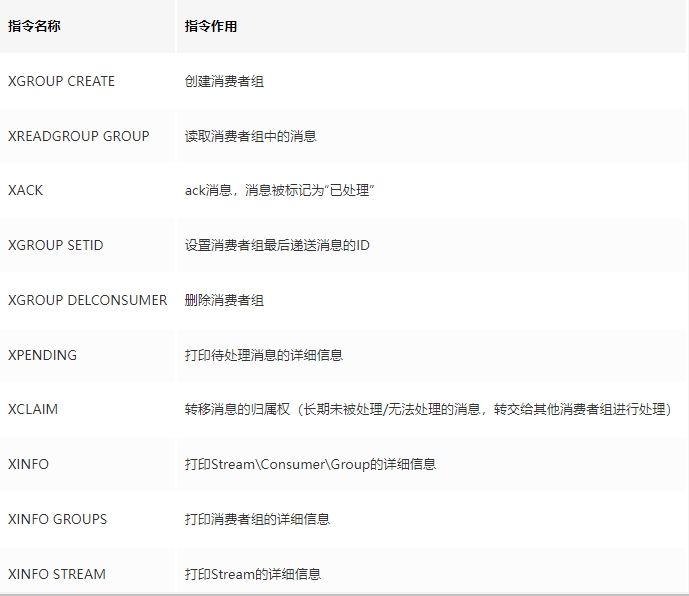 指令名称 指令作用
XGROUP CREATE 创建消费者组
XREADGROUP GROUP 读取消费者组中的消息
XACK ack消息，消息被标记为“已处理”
XGROUP SETID 设置消费者组最后递送消息的ID
XGROUP DELCONSUMER 删除消费者组
XPENDING 打印待处理消息的详细信息
XCLAIM 转移消息的归属权（长期未被处理/无法处理的消息，转交给其他消费者组进行处理）
XINFO 打印Stream\Consumer\Group的详细信息
XINFO GROUPS 打印消费者组的详细信息
XINFO STREAM 打印Stream的详细信息